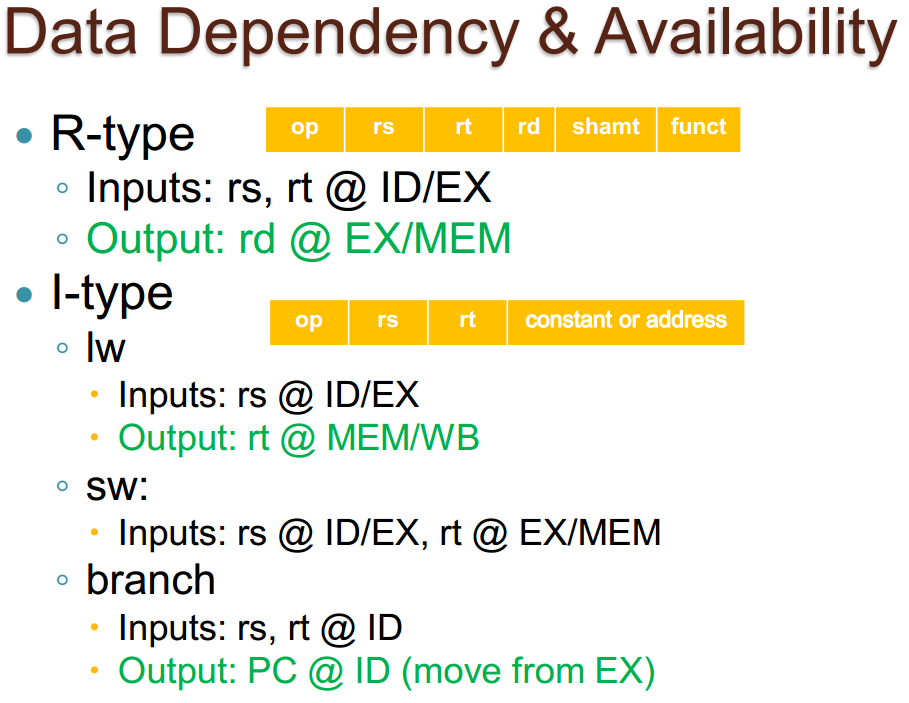 Data Dependency & Availability
• R-type
op rs rt rd shamt funct
◦ Inputs: rs, rt @ ID/EX
◦ Output: rd @ EX/MEM
• I-type
op rs rt constant or address
◦ lw
• Inputs: rs @ ID/EX
• Output: rt @ MEM/WB
◦ sw:
• Inputs: rs @ ID/EX, rt @ EX/MEM
◦ branch
• Inputs: rs, rt @ ID
• Output: PC @ ID (move from EX)